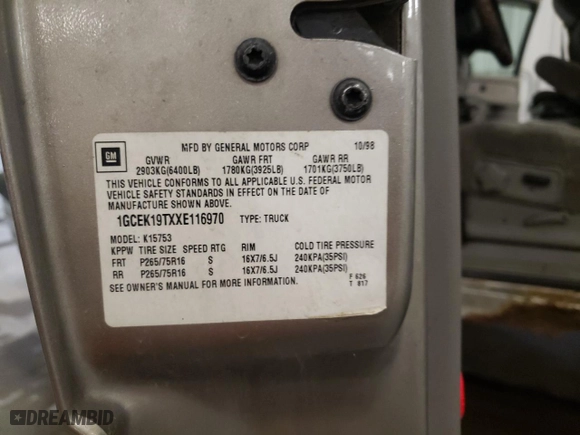 MFD BY GENERAL MOTORS CORP 10/98
GM
GVWR GAWR FRT GAWR RR
2903KG(6400LB) 1780KG(3925LB) 1701KG(3750LB)
THIS VEHICLE CONFORMS TO ALL APPLICABLE U.S. FEDERAL MOTOR
VEHICLE SAFETY STANDARDS IN EFFECT ON THE DATE OF
MANUFACTURE SHOWN ABOVE.
1GCEK19TXXE116970 TYPE: TRUCK
MODEL: K15753
KPPW TIRE SIZE SPEED RTG RIM COLD TIRE PRESSURE
FRT P265/75R16 S 16X7/6.5J 240KPA(35PSI)
RR P265/75R16 S 16X7/6.5J 240KPA(35PSI)
SEE OWNER'S MANUAL FOR MORE INFORMATION.
F 626
T 817
DREAMBID